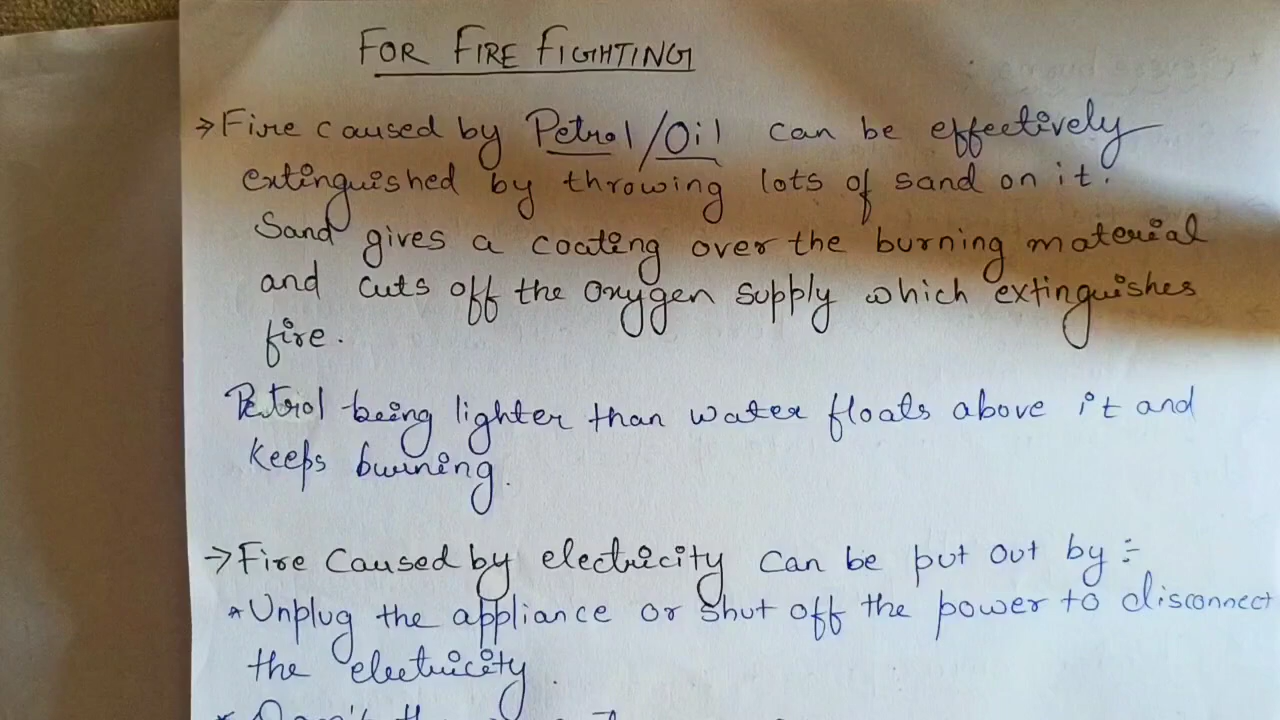 FOR FIRE FIGHTING
→ Fire caused by Petrol/Oil can be effectively
extinguished by throwing lots of sand on it.
Sand gives a coating over the burning material
and cuts off the oxygen supply which extinguishes
fire.
Petrol being lighter than water floats above it and
keeps burning.
→ Fire Caused by electricity can be put out by :-
* Unplug the appliance or shut off the power to disconnect
the electricity.
* Don't